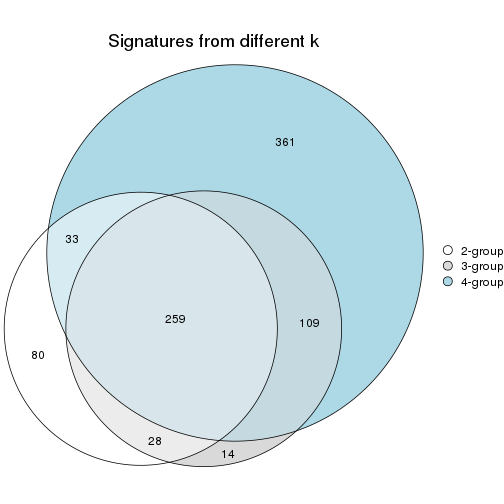 Signatures from different k
361
33
259
109
80
28
14
2-group
3-group
4-group